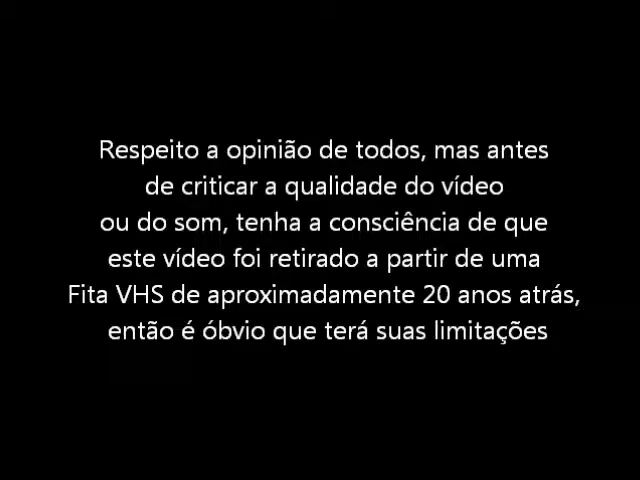 Respeito a opinião de todos, mas antes
de criticar a qualidade do vídeo
ou do som, tenha a consciência de que
este vídeo foi retirado a partir de uma
Fita VHS de aproximadamente 20 anos atrás,
então é óbvio que terá suas limitações